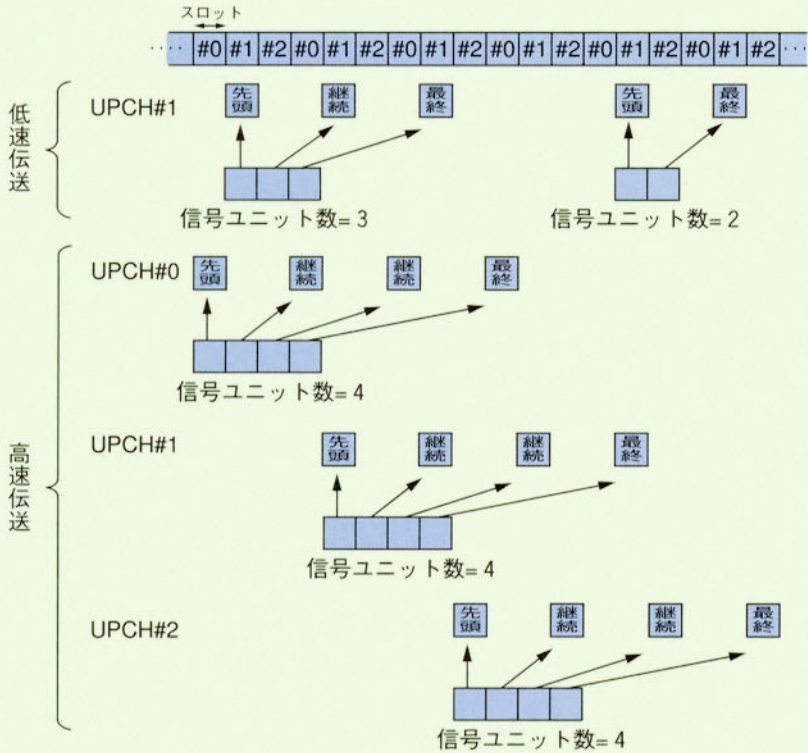 スロット
···· #0 #1 #2 #0 #1 #2 #0 #1 #2 #0 #1 #2 #0 #1 #2 #0 #1 #2 ···
低速伝送
UPCH#1
先頭 継続 最終 先頭 最終
信号ユニット数= 3 信号ユニット数= 2
高速伝送
UPCH#0
先頭 継続 継続 最終
信号ユニット数= 4
UPCH#1
先頭 継続 継続 最終
信号ユニット数= 4
UPCH#2
先頭 継続 継続 最終
信号ユニット数= 4